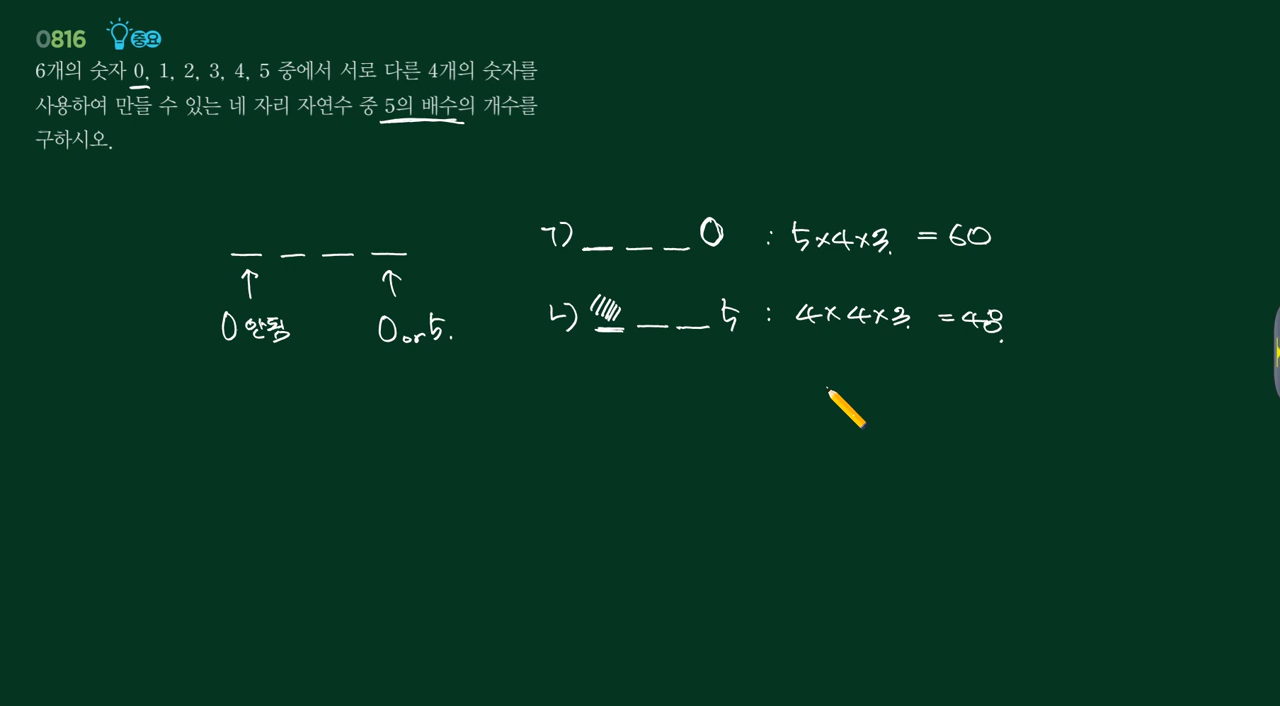 0816 중요
6개의 숫자 0, 1, 2, 3, 4, 5 중에서 서로 다른 4개의 숫자를
사용하여 만들 수 있는 네 자리 자연수 중 5의 배수의 개수를
구하시오.
ㄱ) _ _ _ 0 : 5×4×3. = 60
_ _ _ _
↑ ↑
0 안됨 0 or 5.
ㄴ) _ _ _ 5 : 4×4×3. = 48.